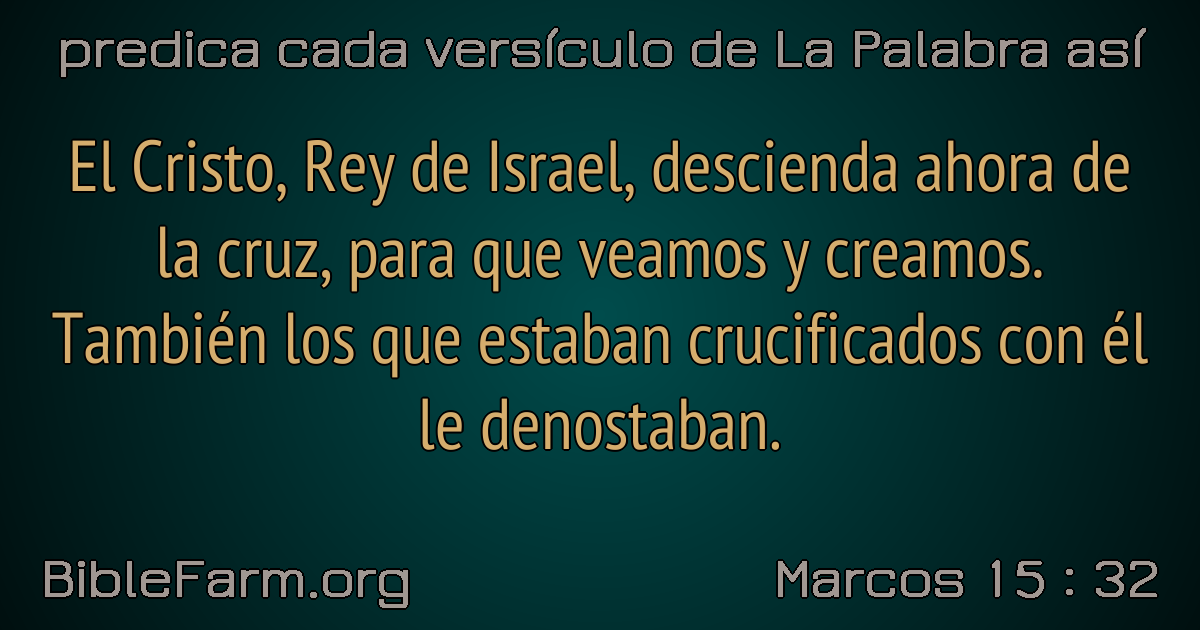 predica cada versículo de La Palabra así
El Cristo, Rey de Israel, descienda ahora de
la cruz, para que veamos y creamos.
También los que estaban crucificados con él
le denostaban.
BibleFarm.org
Marcos 15 : 32